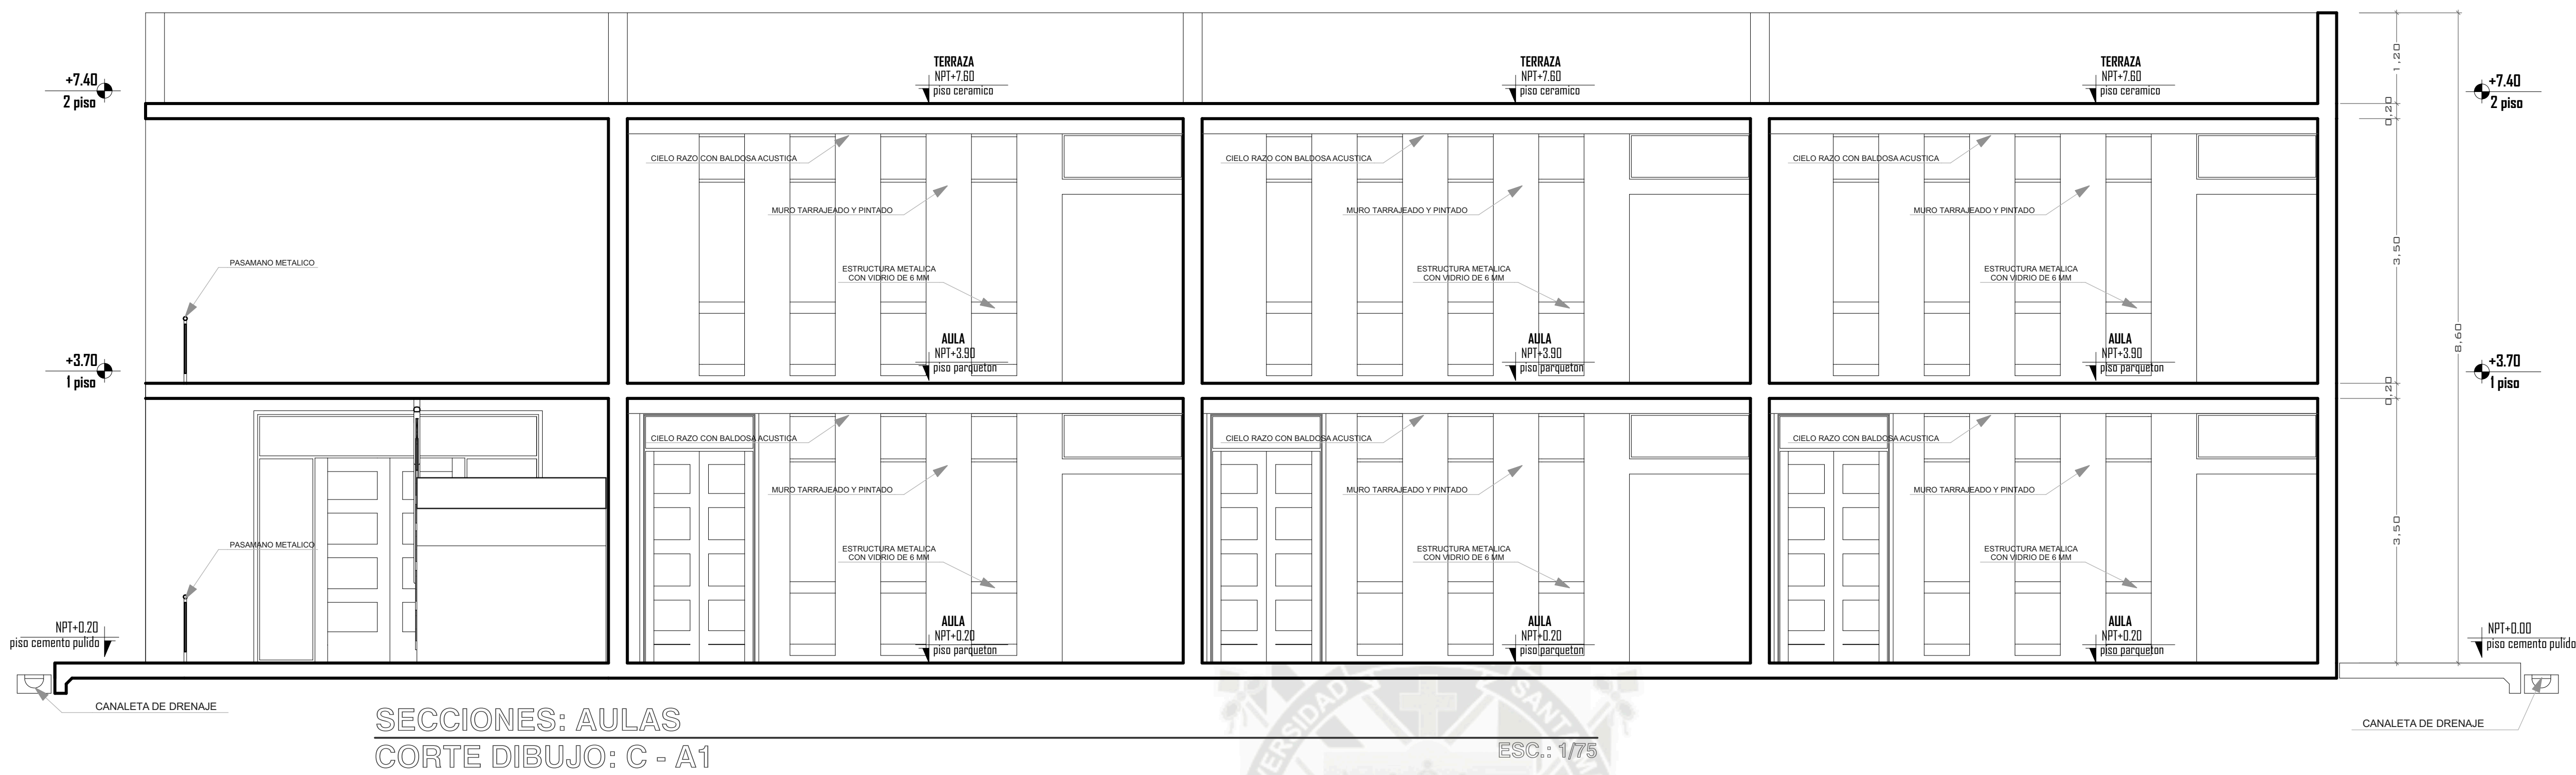 TERRAZA
NPT+7.60
piso ceramico
TERRAZA
NPT+7.60
piso ceramico
TERRAZA
NPT+7.60
piso ceramico
1,20
+7.40
2 piso
+7.40
2 piso
0,20
CIELO RAZO CON BALDOSA ACUSTICA
CIELO RAZO CON BALDOSA ACUSTICA
CIELO RAZO CON BALDOSA ACUSTICA
MURO TARRAJEADO Y PINTADO
MURO TARRAJEADO Y PINTADO
MURO TARRAJEADO Y PINTADO
3,50
PASAMANO METALICO
ESTRUCTURA METALICA
CON VIDRIO DE 6 MM
ESTRUCTURA METALICA
CON VIDRIO DE 6 MM
ESTRUCTURA METALICA
CON VIDRIO DE 6 MM
8,60
AULA
NPT+3.90
piso parqueton
AULA
NPT+3.90
piso parqueton
AULA
NPT+3.90
piso parqueton
+3.70
1 piso
+3.70
1 piso
0,20
CIELO RAZO CON BALDOSA ACUSTICA
CIELO RAZO CON BALDOSA ACUSTICA
CIELO RAZO CON BALDOSA ACUSTICA
MURO TARRAJEADO Y PINTADO
MURO TARRAJEADO Y PINTADO
MURO TARRAJEADO Y PINTADO
3,50
PASAMANO METALICO
ESTRUCTURA METALICA
CON VIDRIO DE 6 MM
ESTRUCTURA METALICA
CON VIDRIO DE 6 MM
ESTRUCTURA METALICA
CON VIDRIO DE 6 MM
AULA
NPT+0.20
piso parqueton
AULA
NPT+0.20
piso parqueton
AULA
NPT+0.20
piso parqueton
NPT+0.20
piso cemento pulido
NPT+0.00
piso cemento pulido
CANALETA DE DRENAJE
CANALETA DE DRENAJE
SECCIONES: AULAS
CORTE DIBUJO: C - A1
ESC.: 1/75
ERSIDAD SANTA M